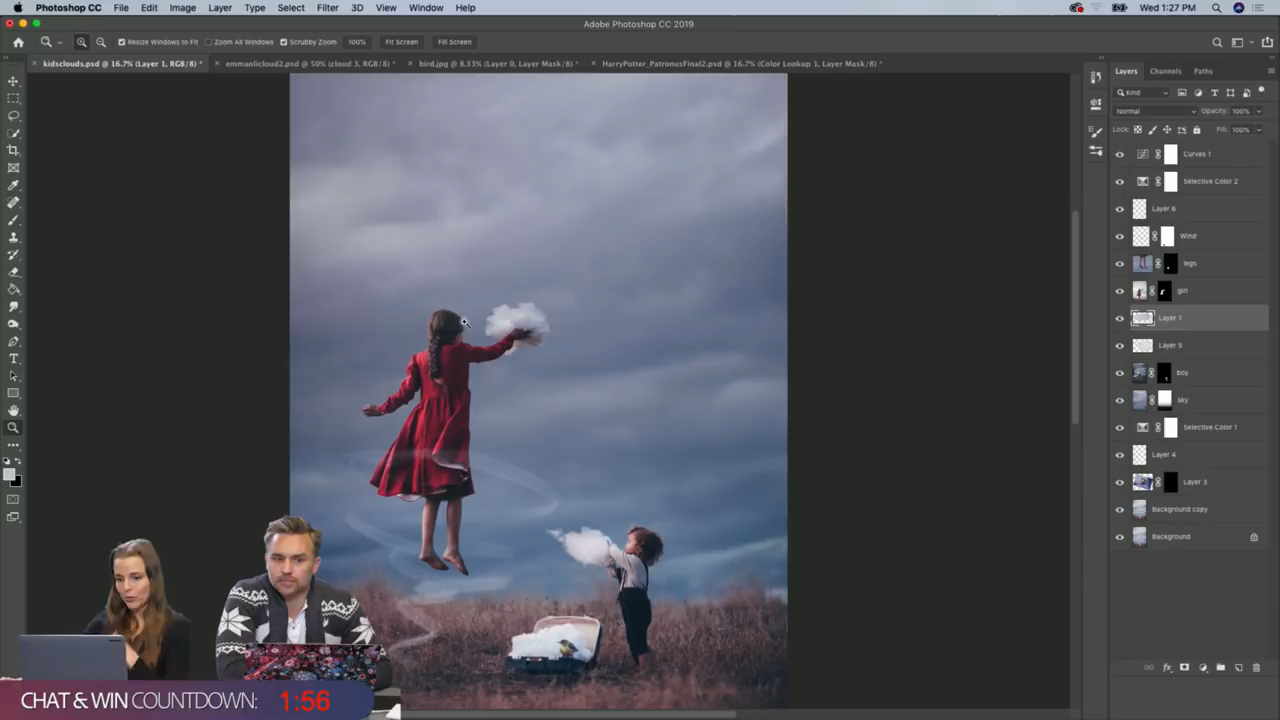 Photoshop CC File Edit Image Layer Type Select Filter 3D View Window Help Wed 1:27 PM
Adobe Photoshop CC 2019
Resize Windows to Fit Zoom All Windows Scrubby Zoom 100% Fit Screen Fill Screen
kidsclouds.psd @ 16.7% (Layer 1, RGB/8) * emmaolicloud2.psd @ 50% (cloud 3, RGB/8) * bird.jpg @ 8.33% (Layer 0, Layer Mask/8) * HarryPotter_PatronusFinal2.psd @ 16.7% (Color Lookup 1, Layer Mask/8) *
Layers Channels Paths
Kind
Normal Opacity: 100%
Lock: Fill: 100%
Curves 1
Selective Color 2
Layer 6
Wind
legs
girl
Layer 1
Layer 5
boy
sky
Selective Color 1
Layer 4
Layer 3
Background copy
Background
CHAT & WIN COUNTDOWN: 1:56